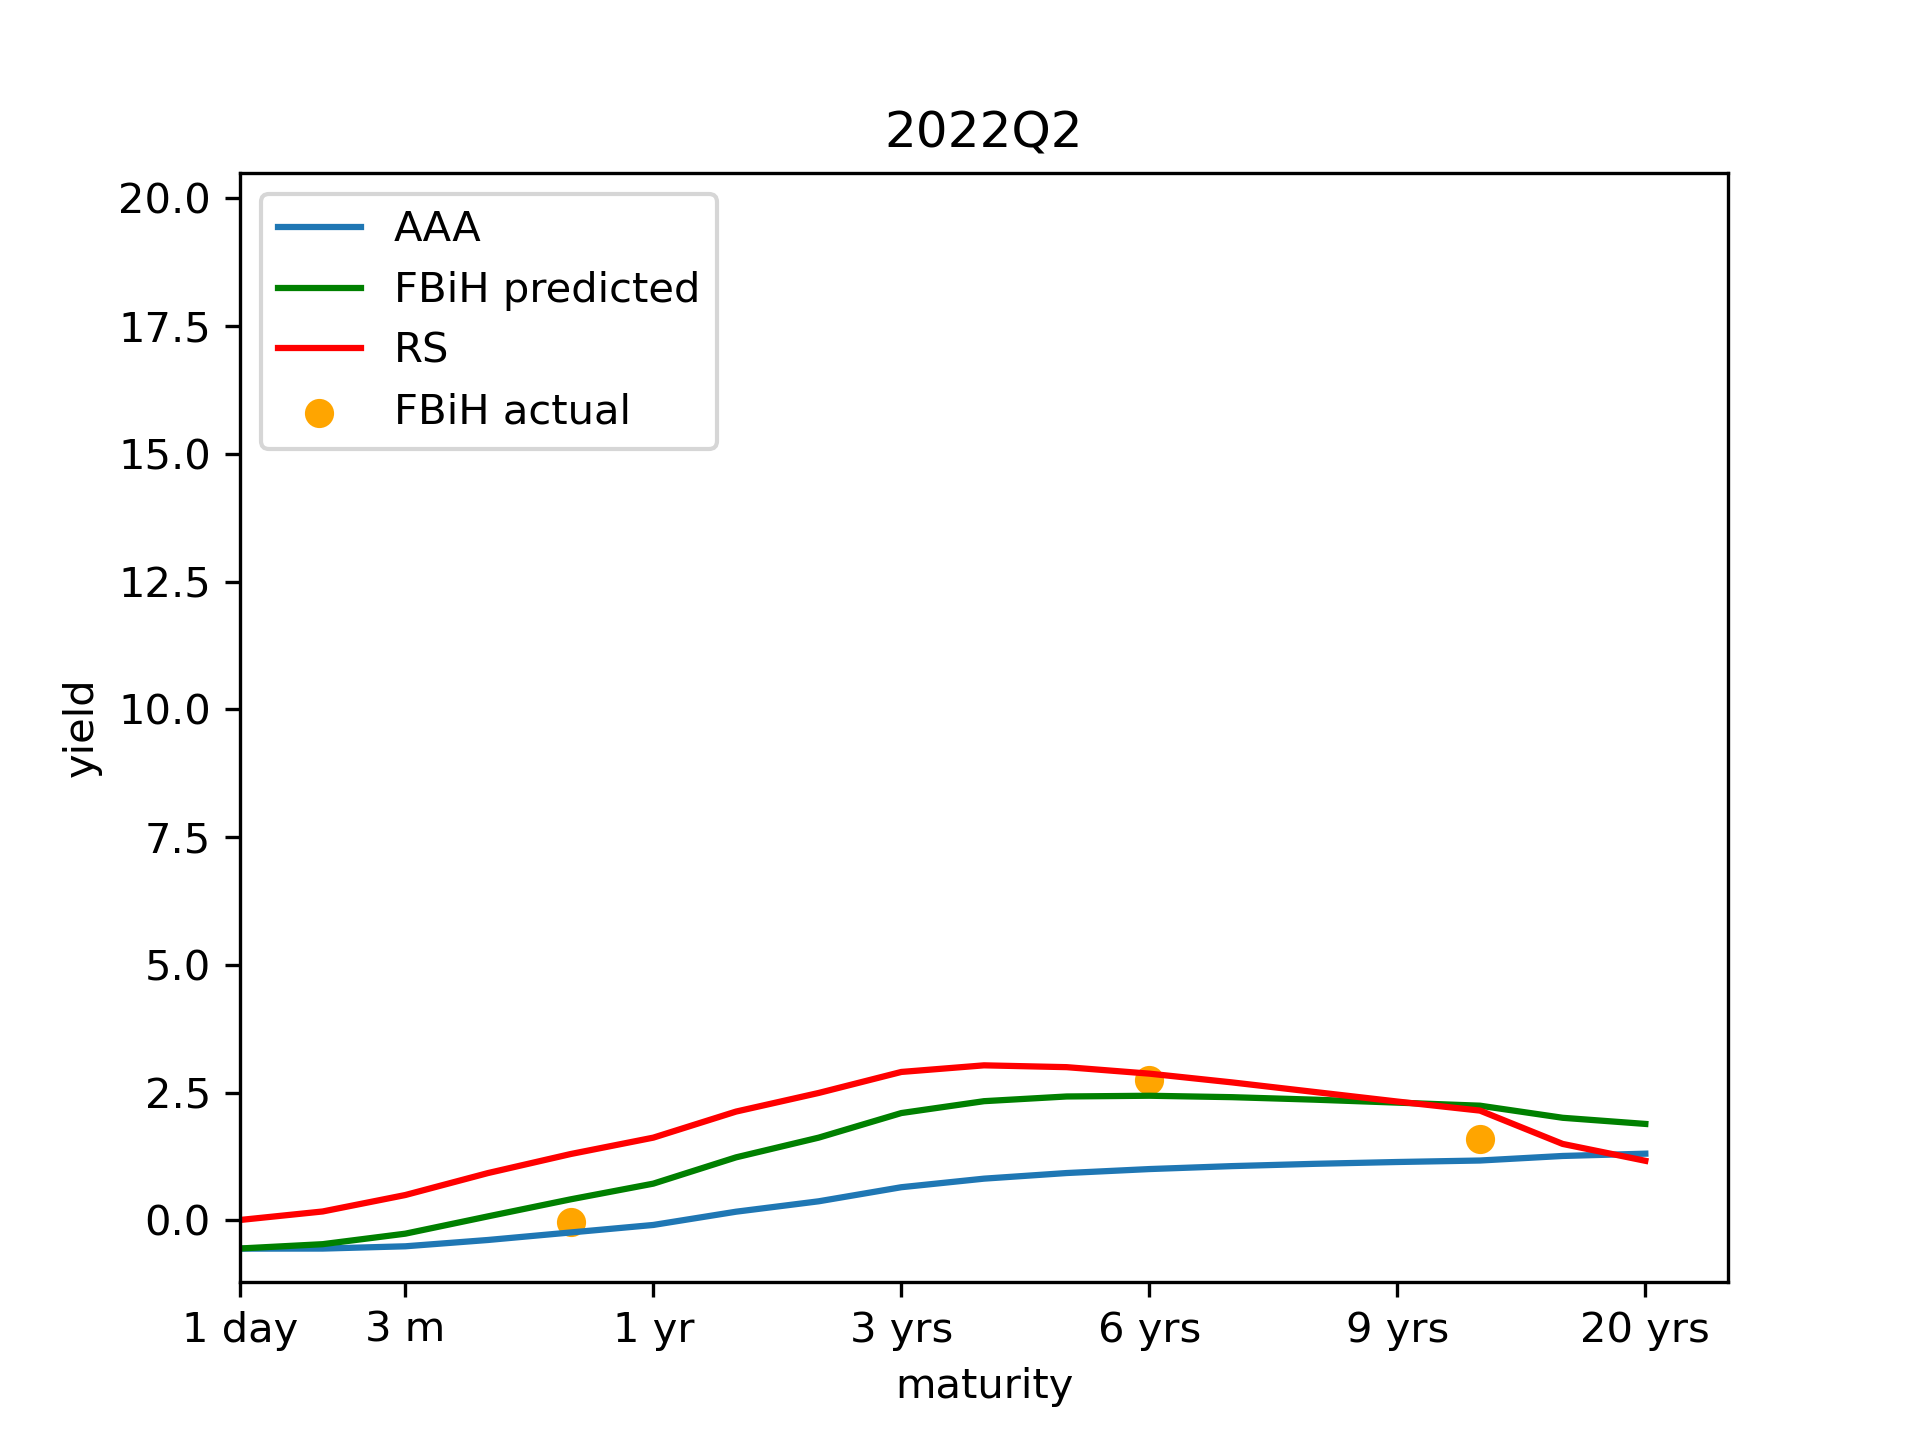 2022Q2
AAA
FBiH predicted
RS
FBiH actual
20.0
17.5
15.0
12.5
10.0
7.5
5.0
2.5
0.0
yield
1 day 3 m 1 yr 3 yrs 6 yrs 9 yrs 20 yrs
maturity